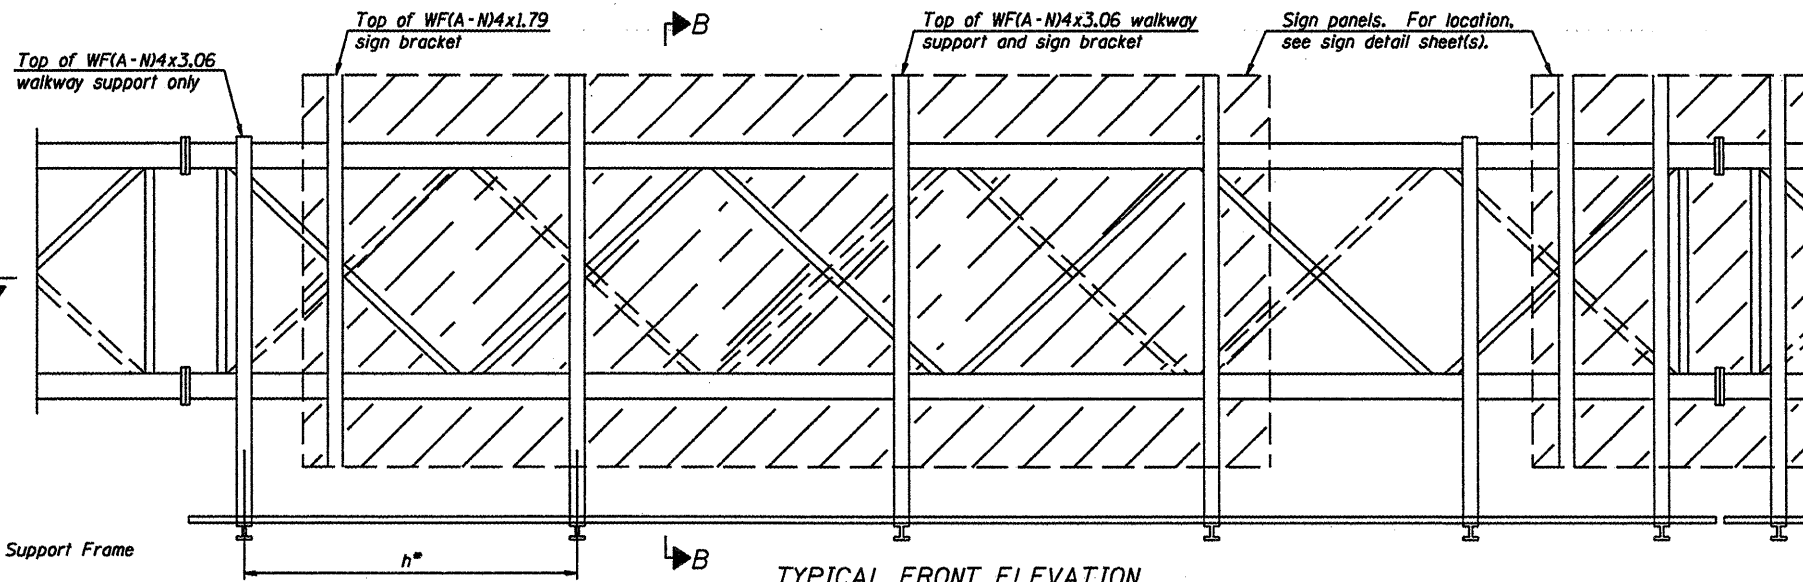 Top of WF(A-N)4x1.79
sign bracket
B
Top of WF(A-N)4x3.06 walkway
support and sign bracket
Sign panels. For location,
see sign detail sheet(s).
Top of WF(A-N)4x3.06
walkway support only
Support Frame
h*
B
TYPICAL FRONT ELEVATION